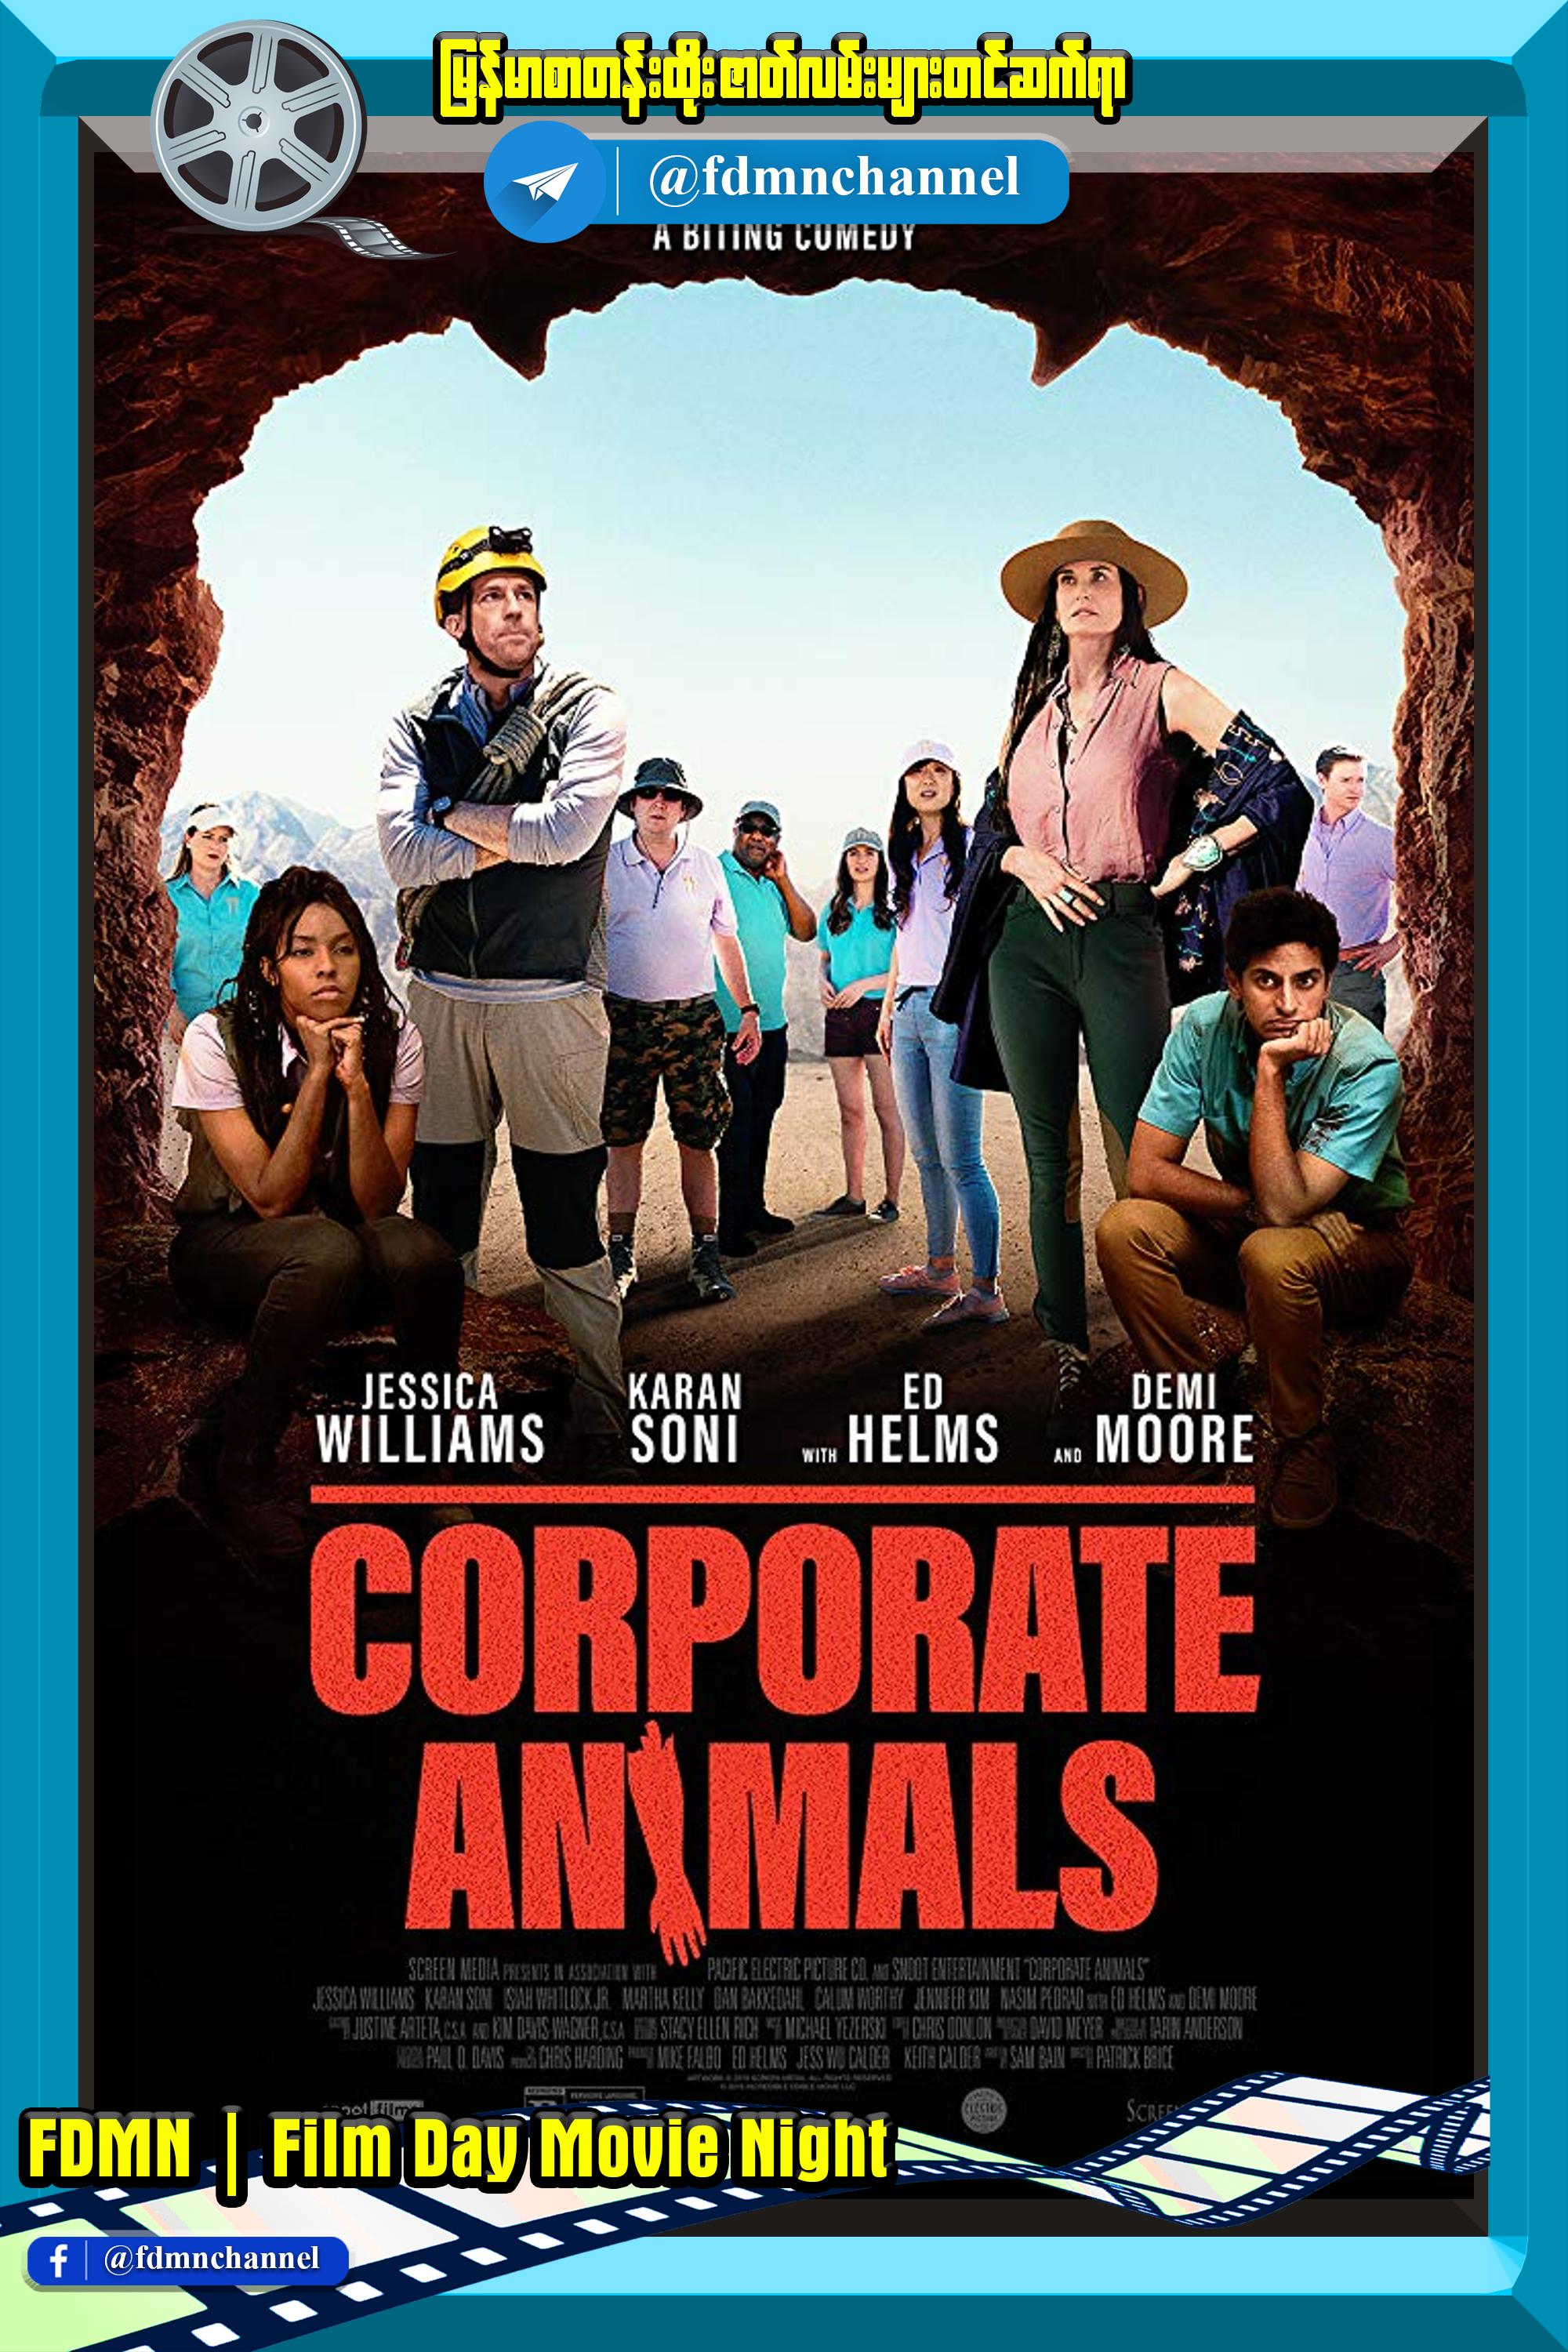 မြန်မာစာတန်းထိုး ဇာတ်လမ်းများတင်ဆက်ရာ
@fdmnchannel
A BITING COMEDY
JESSICA WILLIAMS KARAN SONI WITH ED HELMS AND DEMI MOORE
CORPORATE
ANIMALS
SCREEN MEDIA PRESENTS IN ASSOCIATION WITH PACIFIC ELECTRIC PICTURE CO. AND SNOOT ENTERTAINMENT "CORPORATE ANIMALS"
JESSICA WILLIAMS KARAN SONI ISIAH WHITLOCK JR. MARTHA KELLY DAN BAKKEDAHL CALUM WORTHY JENNIFER KIM NASIM PEDRAD WITH ED HELMS AND DEMI MOORE
JUSTINE ARTETA, C.S.A. AND KIM DAVIS-WAGNER, C.S.A. STACY ELLEN RICH MICHAEL YEZERSKI CHRIS DONLON DAVID MEYER TARIN ANDERSON
PAUL O. DAVIS CHRIS HARDING MIKE FALBO ED HELMS JESS WU CALDER KEITH CALDER SAM BAIN PATRICK BRICE
FDMN | Film Day Movie Night
@fdmnchannel